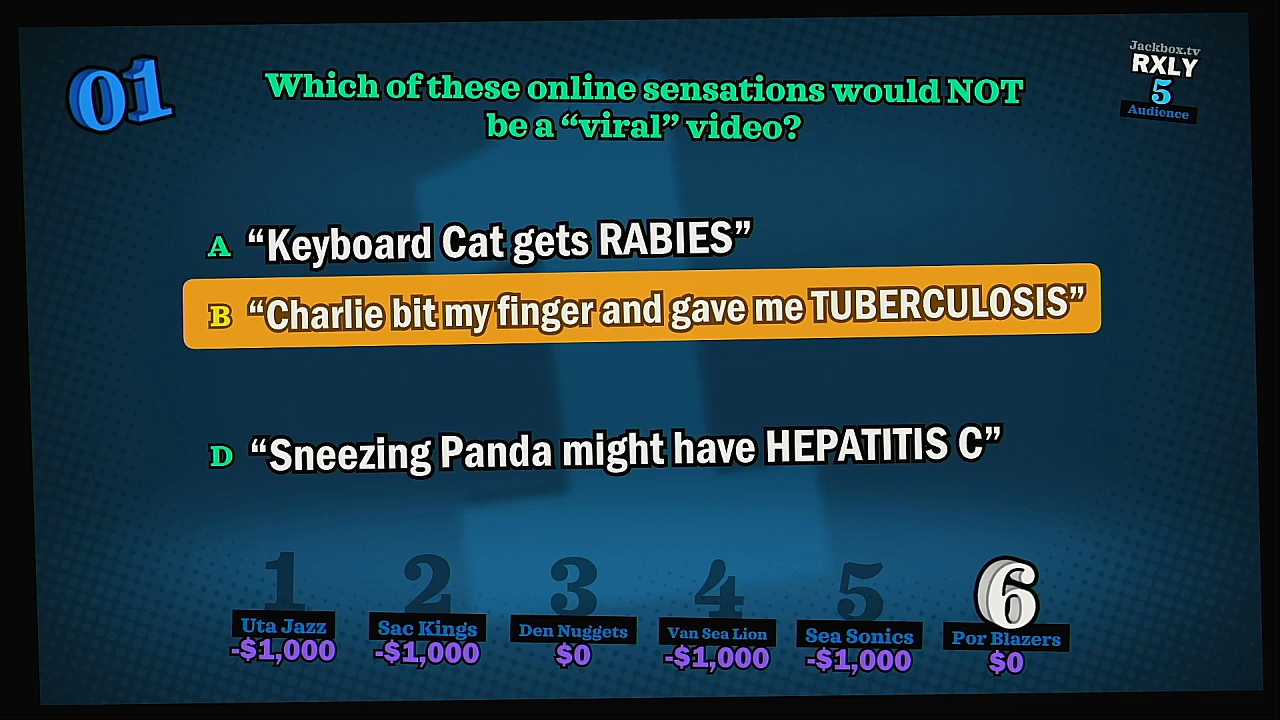 01
Which of these online sensations would NOT
be a “viral” video?
Jackbox.tv
RXLY
5
Audience
A “Keyboard Cat gets RABIES”
B “Charlie bit my finger and gave me TUBERCULOSIS”
D “Sneezing Panda might have HEPATITIS C”
1 2 3 4 5 6
Uta Jazz Sac Kings Den Nuggets Van Sea Lion Sea Sonics Por Blazers
-$1,000 -$1,000 $0 -$1,000 -$1,000 $0